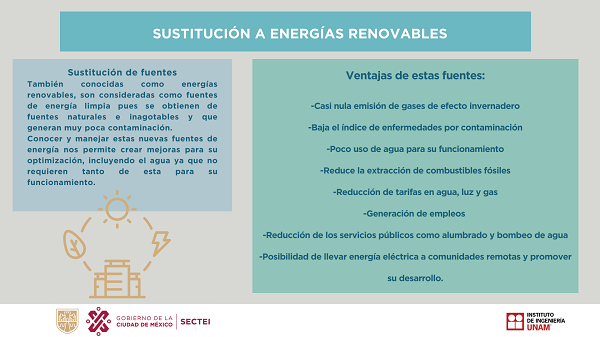 SUSTITUCIÓN A ENERGÍAS RENOVABLES
Sustitución de fuentes
También conocidas como energías
renovables, son consideradas como fuentes
de energía limpia pues se obtienen de
fuentes naturales e inagotables y que
generan muy poca contaminación.
Conocer y manejar estas nuevas fuentes de
energía nos permite crear mejoras para su
optimización, incluyendo el agua ya que no
requieren tanto de esta para su
funcionamiento.
Ventajas de estas fuentes:
-Casi nula emisión de gases de efecto invernadero
-Baja el índice de enfermedades por contaminación
-Poco uso de agua para su funcionamiento
-Reduce la extracción de combustibles fósiles
-Reducción de tarifas en agua, luz y gas
-Generación de empleos
-Reducción de los servicios públicos como alumbrado y bombeo de agua
-Posibilidad de llevar energía eléctrica a comunidades remotas y promover
su desarrollo.
GOBIERNO DE LA
CIUDAD DE MÉXICO
SECTEI
INSTITUTO
DE INGENIERÍA
UNAM